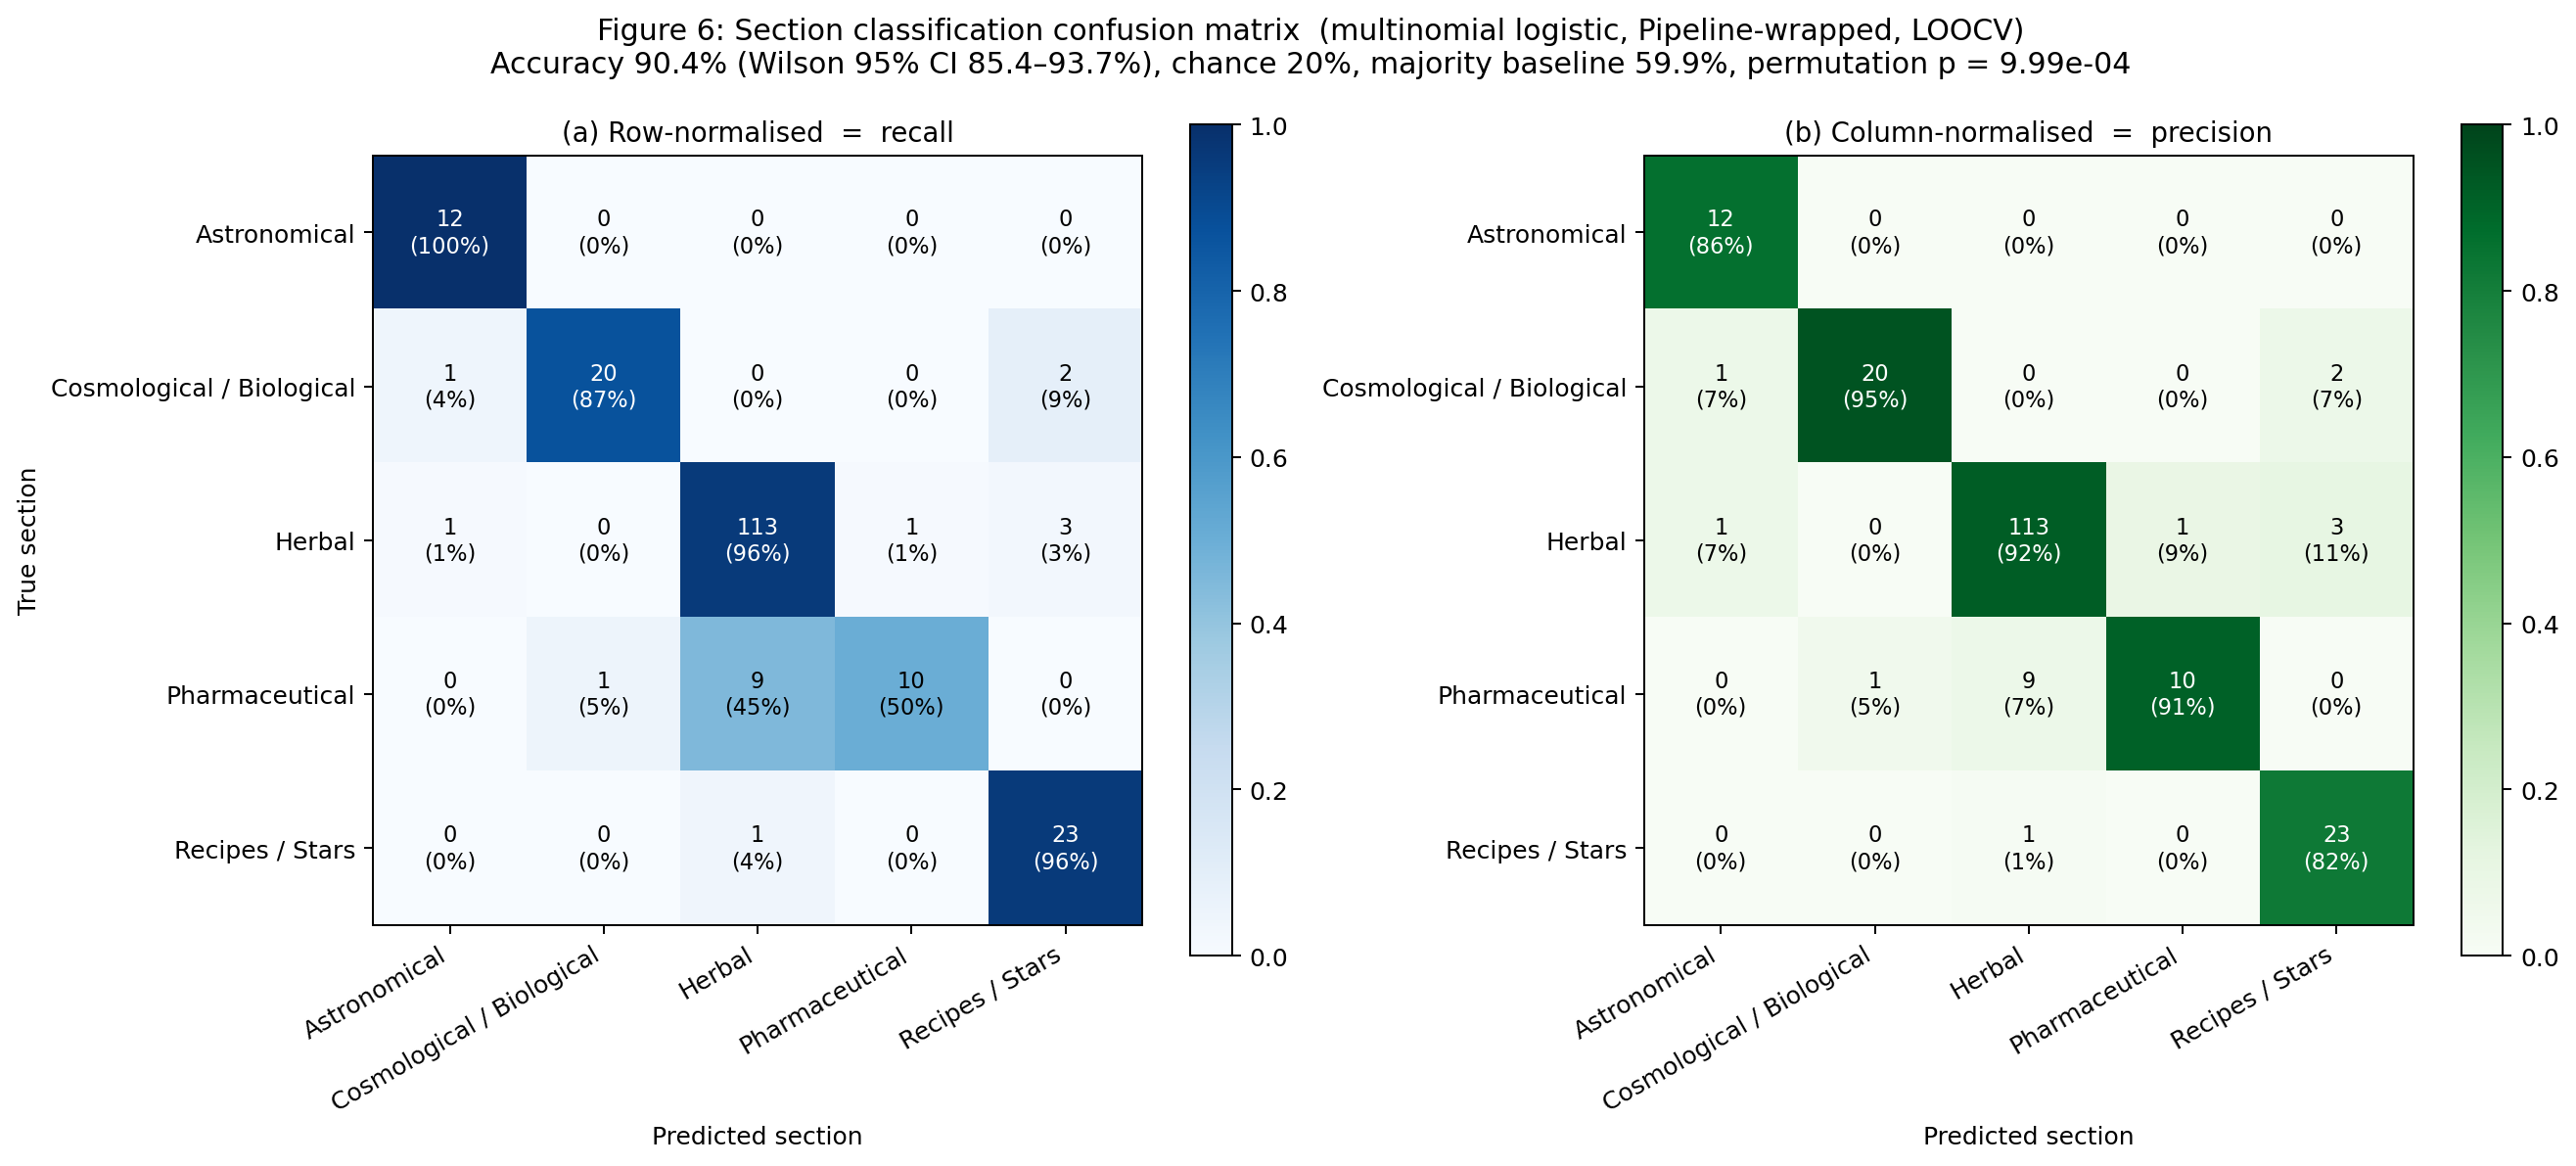 Figure 6: Section classification confusion matrix  (multinomial logistic, Pipeline-wrapped, LOOCV)
Accuracy 90.4% (Wilson 95% CI 85.4–93.7%), chance 20%, majority baseline 59.9%, permutation p = 9.99e-04
(a) Row-normalised  =  recall
True section
Astronomical
12 0 0 0 0
(100%) (0%) (0%) (0%) (0%)
Cosmological / Biological
1 20 0 0 2
(4%) (87%) (0%) (0%) (9%)
Herbal
1 0 113 1 3
(1%) (0%) (96%) (1%) (3%)
Pharmaceutical
0 1 9 10 0
(0%) (5%) (45%) (50%) (0%)
Recipes / Stars
0 0 1 0 23
(0%) (0%) (4%) (0%) (96%)
Astronomical
Cosmological / Biological
Herbal
Pharmaceutical
Recipes / Stars
Predicted section
1.0
0.8
0.6
0.4
0.2
0.0
(b) Column-normalised  =  precision
Astronomical
12 0 0 0 0
(86%) (0%) (0%) (0%) (0%)
Cosmological / Biological
1 20 0 0 2
(7%) (95%) (0%) (0%) (7%)
Herbal
1 0 113 1 3
(7%) (0%) (92%) (9%) (11%)
Pharmaceutical
0 1 9 10 0
(0%) (5%) (7%) (91%) (0%)
Recipes / Stars
0 0 1 0 23
(0%) (0%) (1%) (0%) (82%)
Astronomical
Cosmological / Biological
Herbal
Pharmaceutical
Recipes / Stars
Predicted section
1.0
0.8
0.6
0.4
0.2
0.0